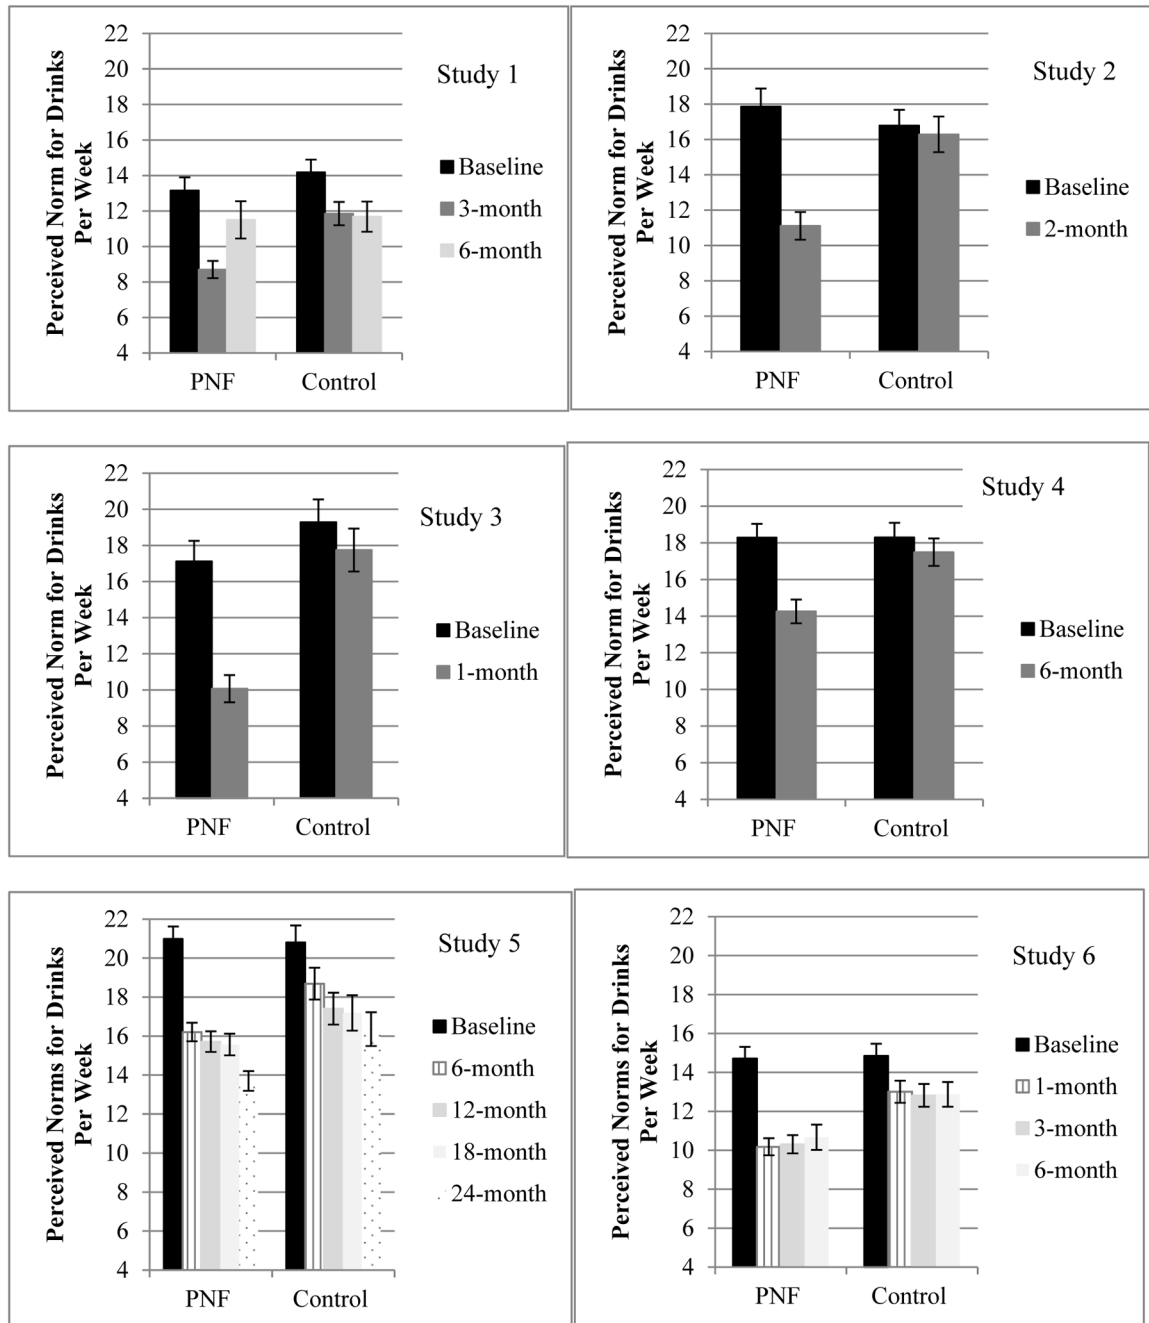 Perceived Norm for Drinks
Per Week
22
20
18
16
14
12
10
8
6
4
PNF
Control
Study 1
Baseline
3-month
6-month
Perceived Norm for Drinks
Per Week
22
20
18
16
14
12
10
8
6
4
PNF
Control
Study 2
Baseline
2-month
Perceived Norm for Drinks
Per Week
22
20
18
16
14
12
10
8
6
4
PNF
Control
Study 3
Baseline
1-month
Perceived Norm for Drinks
Per Week
22
20
18
16
14
12
10
8
6
4
PNF
Control
Study 4
Baseline
6-month
Perceived Norms for Drinks
Per Week
22
20
18
16
14
12
10
8
6
4
PNF
Control
Study 5
Baseline
6-month
12-month
18-month
24-month
Perceived Norms for Drinks
Per Week
22
20
18
16
14
12
10
8
6
4
PNF
Control
Study 6
Baseline
1-month
3-month
6-month